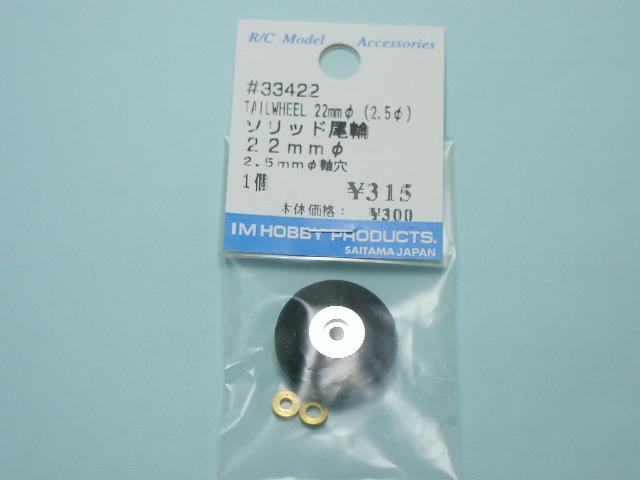 R/C Model Accessories
#33422
TAILWHEEL 22mmφ (2.5φ)
ソリッド尾輪
22mmφ
2.5mmφ軸穴
1個
¥315
本体価格: ¥300
IM HOBBY PRODUCTS.
SAITAMA JAPAN